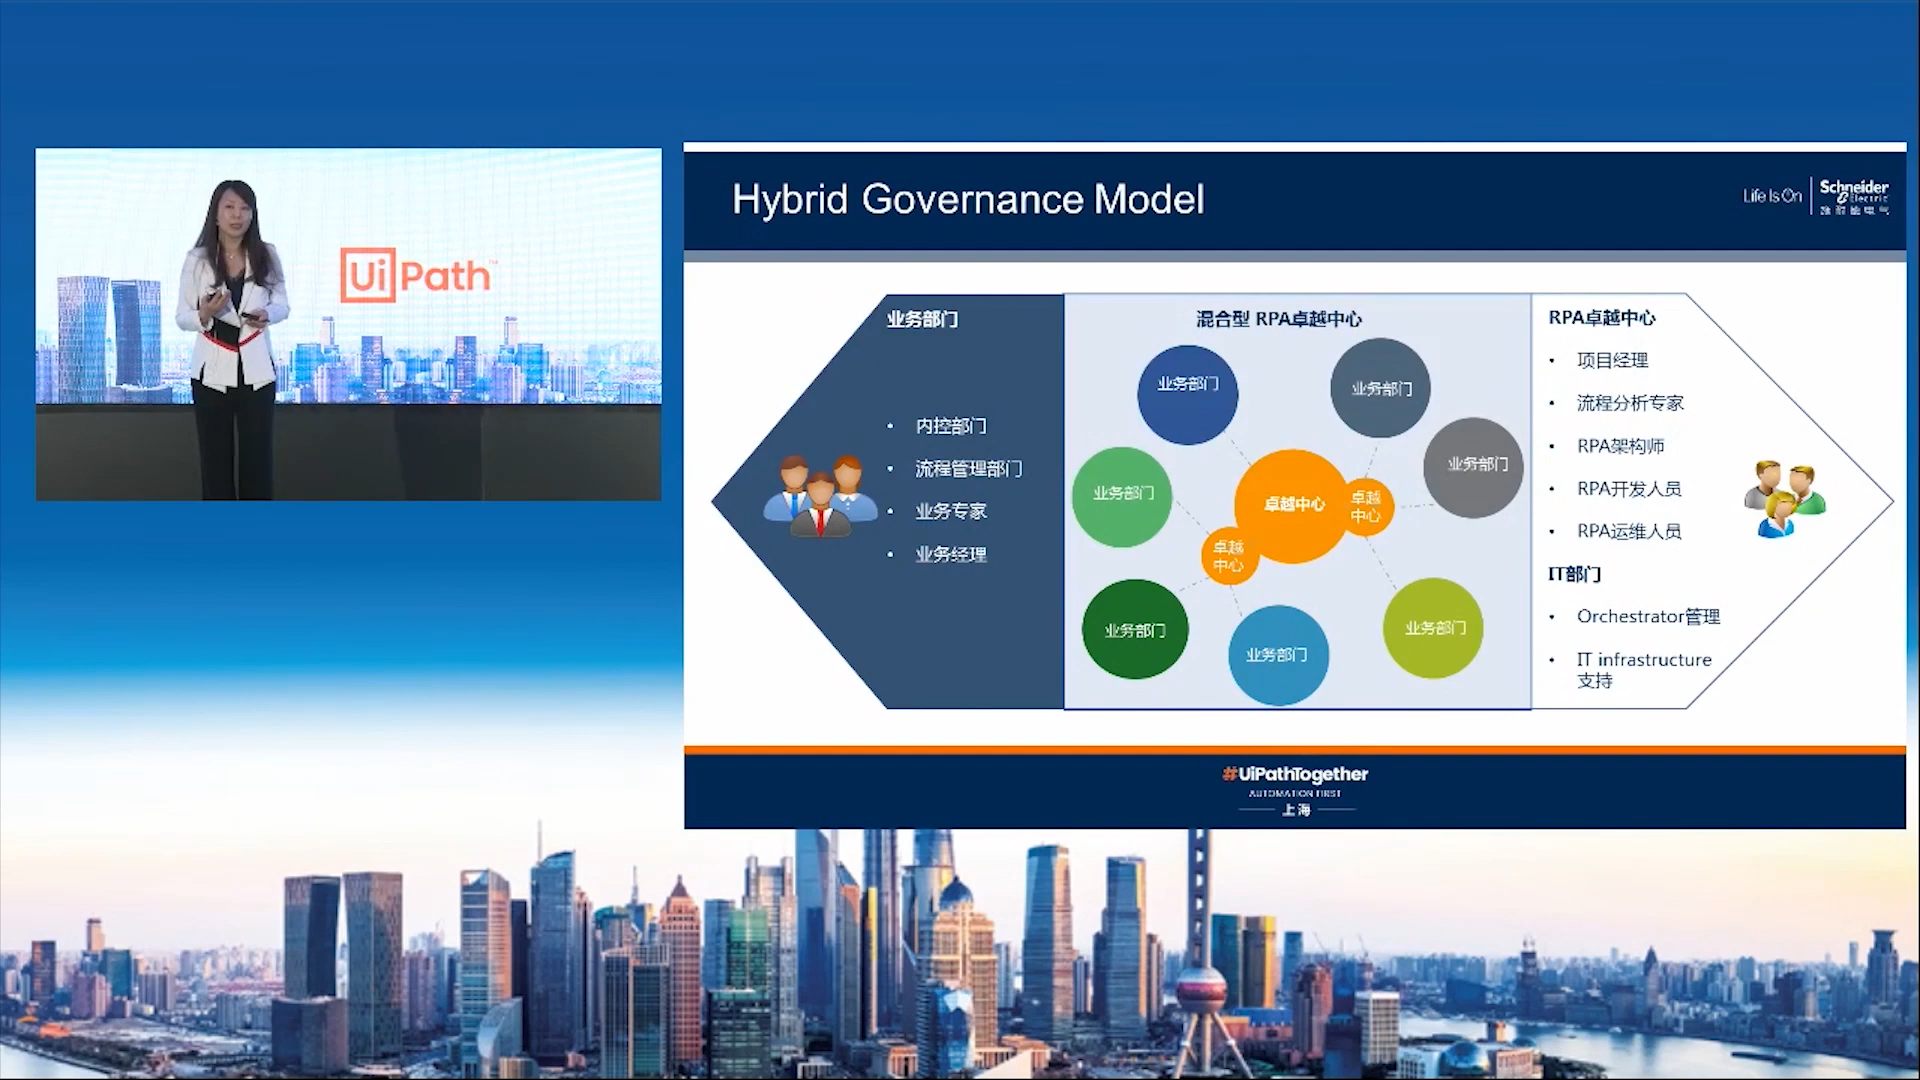 UiPath
Hybrid Governance Model
Life Is On
Schneider
Electric
施耐德电气
业务部门
内控部门
流程管理部门
业务专家
业务经理
混合型 RPA卓越中心
业务部门
业务部门
业务部门
业务部门
卓越中心
卓越
中心
卓越
中心
业务部门
业务部门
业务部门
RPA卓越中心
项目经理
流程分析专家
RPA架构师
RPA开发人员
RPA运维人员
IT部门
Orchestrator管理
IT infrastructure
支持
#UiPathTogether
AUTOMATION FIRST
上海